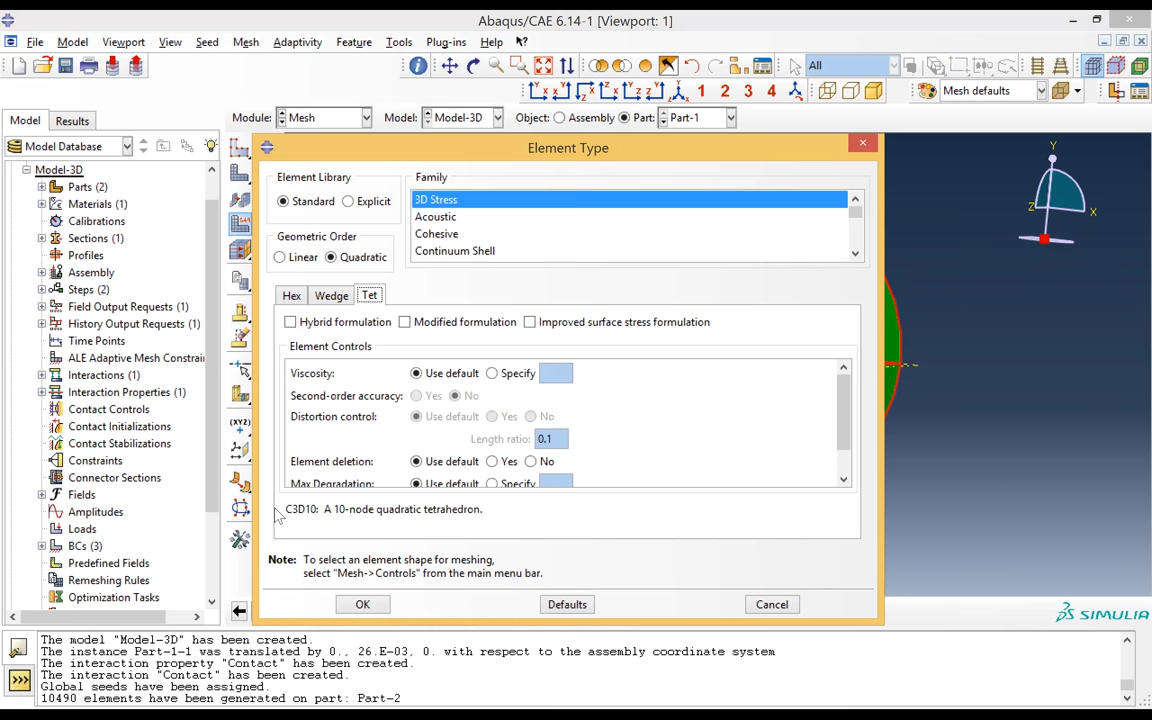 Abaqus/CAE 6.14-1 [Viewport: 1]
File Model Viewport View Seed Mesh Adaptivity Feature Tools Plug-ins Help
All
1 2 3 4 Mesh defaults
Model Results Module: Mesh Model: Model-3D Object: Assembly Part: Part-1
Model Database
Model-3D
Parts (2)
Materials (1)
Calibrations
Sections (1)
Profiles
Assembly
Steps (2)
Field Output Requests (1)
History Output Requests (1)
Time Points
ALE Adaptive Mesh Constrai
Interactions (1)
Interaction Properties (1)
Contact Controls
Contact Initializations
Contact Stabilizations
Constraints
Connector Sections
Fields
Amplitudes
Loads
BCs (3)
Predefined Fields
Remeshing Rules
Optimization Tasks
(XYZ)
Element Type
Element Library
Standard Explicit
Geometric Order
Linear Quadratic
Family
3D Stress
Acoustic
Cohesive
Continuum Shell
Hex Wedge Tet
Hybrid formulation Modified formulation Improved surface stress formulation
Element Controls
Viscosity: Use default Specify
Second-order accuracy: Yes No
Distortion control: Use default Yes No
Length ratio: 0.1
Element deletion: Use default Yes No
Max Degradation: Use default Specify
C3D10: A 10-node quadratic tetrahedron.
Note: To select an element shape for meshing,
select "Mesh->Controls" from the main menu bar.
OK Defaults Cancel
Y
Z
X
SIMULIA
The model "Model-3D" has been created.
The instance Part-1-1 was translated by 0., 26.E-03, 0. with respect to the assembly coordinate system
The interaction property "Contact" has been created.
The interaction "Contact" has been created.
Global seeds have been assigned.
10490 elements have been generated on part: Part-2
>>>